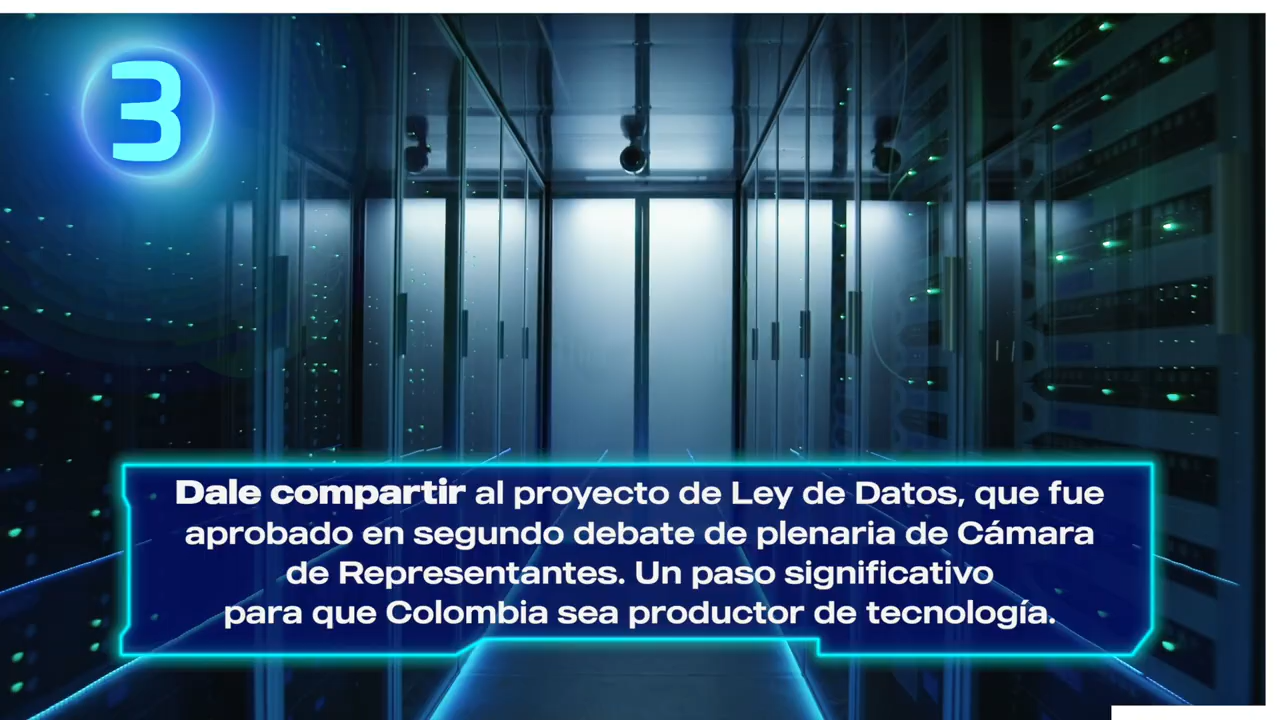 3
Dale compartir al proyecto de Ley de Datos, que fue
aprobado en segundo debate de plenaria de Cámara
de Representantes. Un paso significativo
para que Colombia sea productor de tecnología.